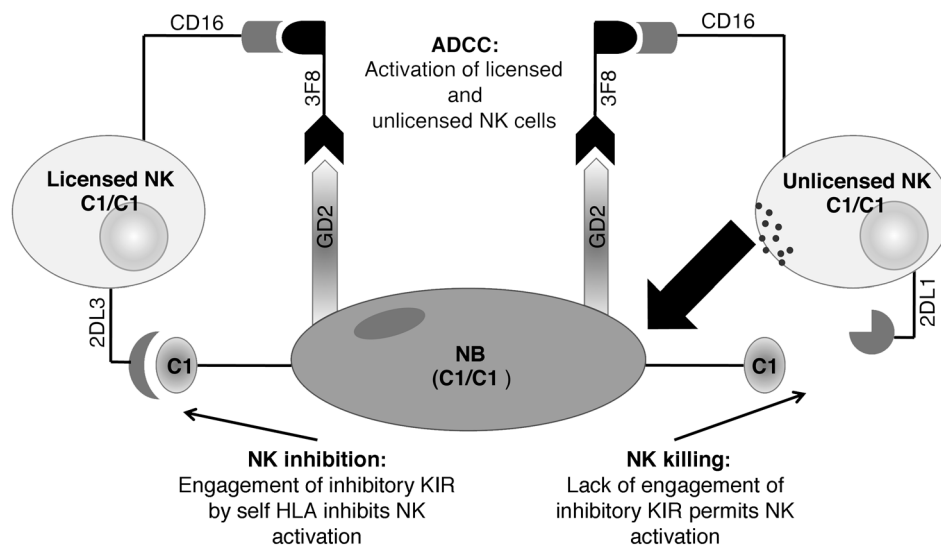 CD16
CD16
ADCC:
Activation of licensed
and
unlicensed NK cells
3F8
3F8
Licensed NK
C1/C1
Unlicensed NK
C1/C1
GD2
GD2
2DL3
2DL1
C1
NB
(C1/C1 )
C1
NK inhibition:
Engagement of inhibitory KIR
by self HLA inhibits NK
activation
NK killing:
Lack of engagement of
inhibitory KIR permits NK
activation